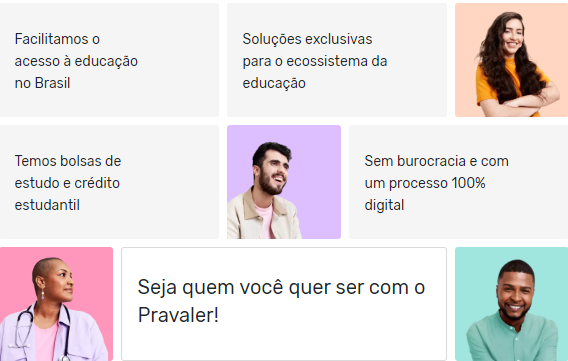 Facilitamos o
acesso à educação
no Brasil
Soluções exclusivas
para o ecossistema da
educação
Temos bolsas de
estudo e crédito
estudantil
Sem burocracia e com
um processo 100%
digital
Seja quem você quer ser com o
Pravaler!